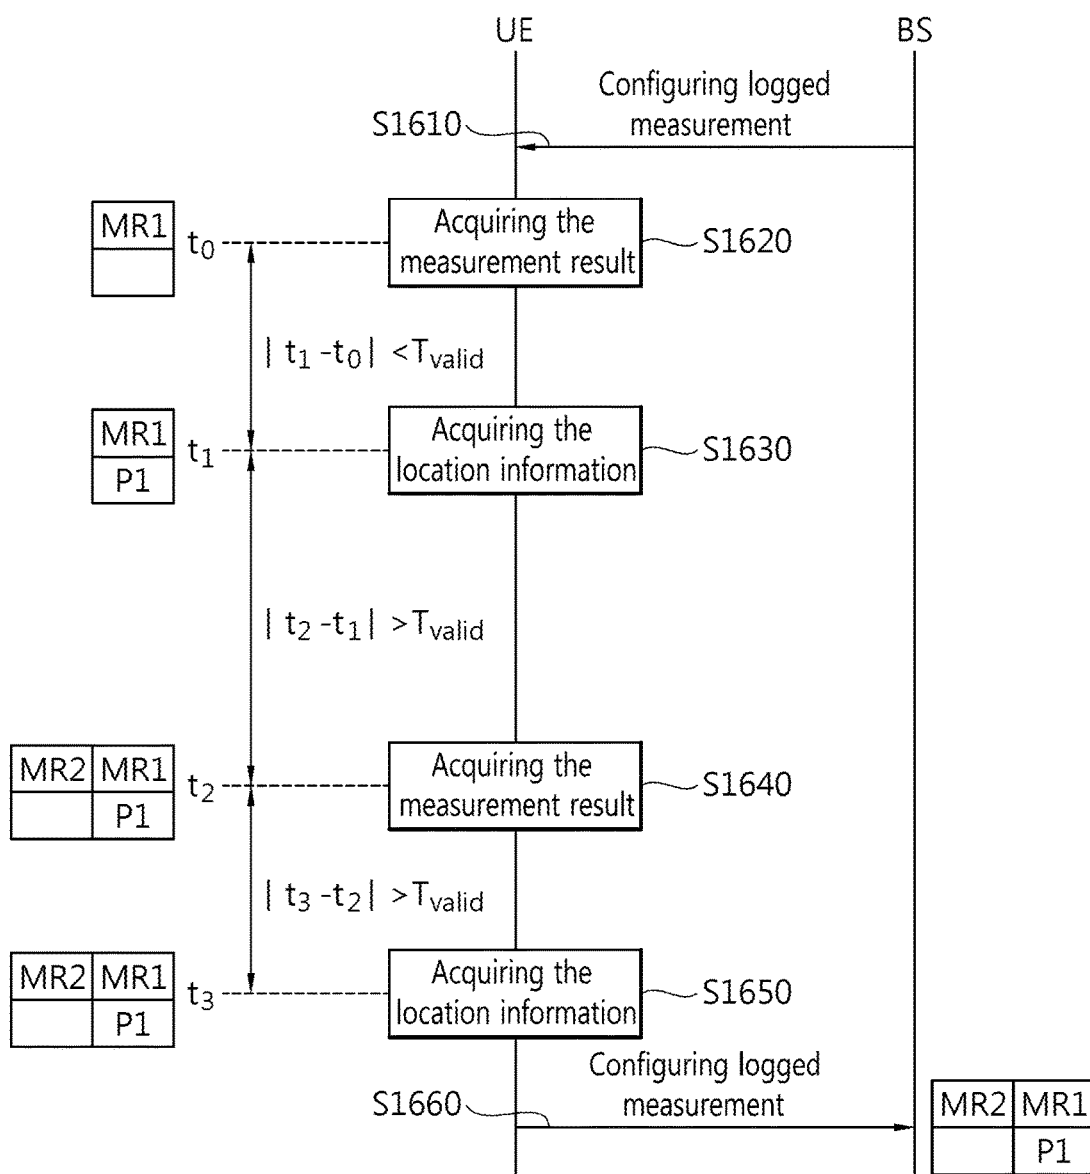 UE
BS
Configuring logged
measurement
S1610
MR1
t0
Acquiring the
measurement result
S1620
| t1 -t0 | <Tvalid
MR1
P1
t1
Acquiring the
location information
S1630
| t2 -t1 | >Tvalid
MR2 MR1
P1
t2
Acquiring the
measurement result
S1640
| t3 -t2 | >Tvalid
MR2 MR1
P1
t3
Acquiring the
location information
S1650
Configuring logged
measurement
S1660
MR2 MR1
P1